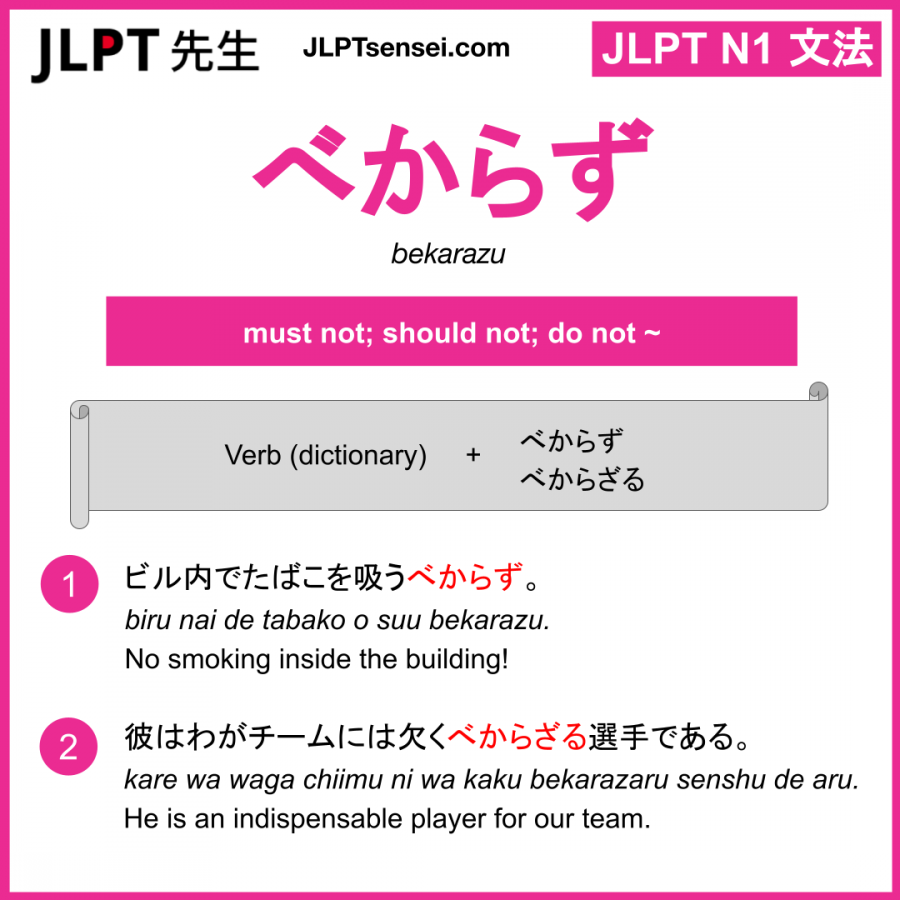 JLPT 先生
JLPTsensei.com
JLPT N1 文法
べからず
bekarazu
must not; should not; do not ~
Verb (dictionary) + べからず
べからざる
1
ビル内でたばこを吸うべからず。
biru nai de tabako o suu bekarazu.
No smoking inside the building!
2
彼はわがチームには欠くべからざる選手である。
kare wa waga chiimu ni wa kaku bekarazaru senshu de aru.
He is an indispensable player for our team.